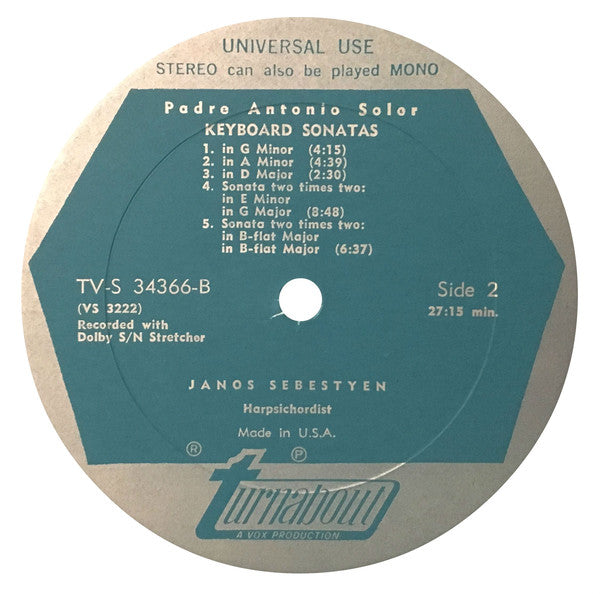 UNIVERSAL USE
STEREO can also be played MONO
Padre Antonio Soler
KEYBOARD SONATAS
1. in G Minor (4:15)
2. in A Minor (4:39)
3. in D Major (2:30)
4. Sonata two times two:
in E Minor
in G Major (8:48)
5. Sonata two times two:
in B-flat Major
in B-flat Major (6:37)
TV-S 34366-B
(VS 3222)
Recorded with
Dolby S/N Stretcher
Side 2
27:15 min.
JANOS SEBESTYEN
Harpsichordist
Made in U.S.A.
® ℗
turnabout
A VOX PRODUCTION